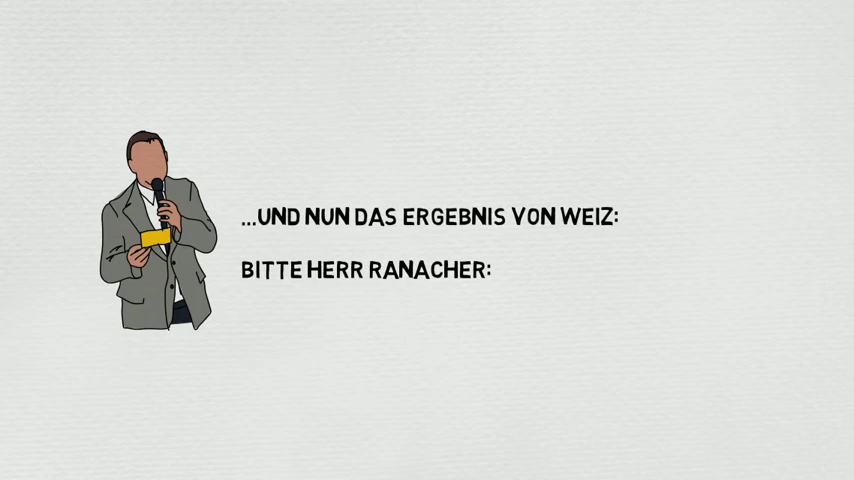 ...UND NUN DAS ERGEBNIS VON WEIZ:
BITTE HERR RANACHER: